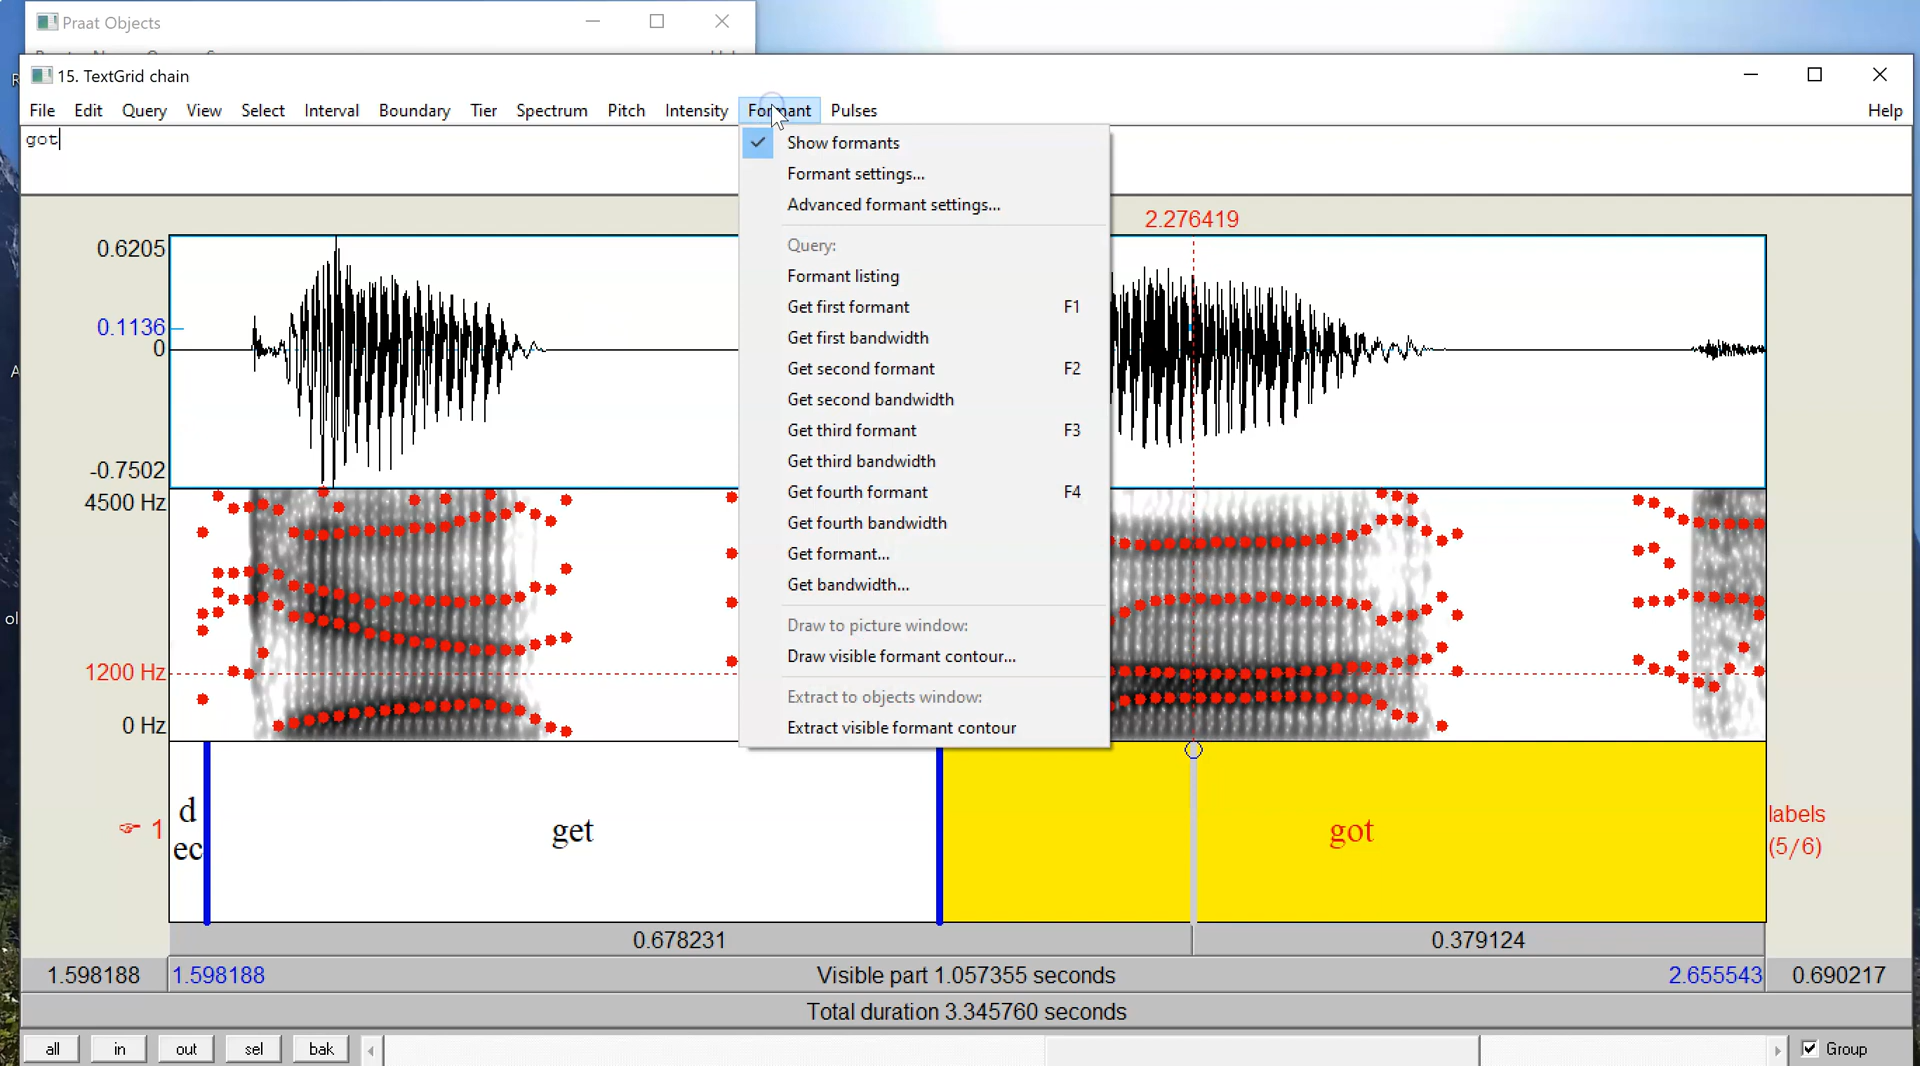 Praat Objects
15. TextGrid chain
File Edit Query View Select Interval Boundary Tier Spectrum Pitch Intensity Formant Pulses Help
got
Show formants
Formant settings...
Advanced formant settings...
Query:
Formant listing
Get first formant F1
Get first bandwidth
Get second formant F2
Get second bandwidth
Get third formant F3
Get third bandwidth
Get fourth formant F4
Get fourth bandwidth
Get formant...
Get bandwidth...
Draw to picture window:
Draw visible formant contour...
Extract to objects window:
Extract visible formant contour
2.276419
0.6205
0.1136
0
-0.7502
4500 Hz
1200 Hz
0 Hz
1
d
ec
get
got
labels
(5/6)
0.678231 0.379124
1.598188 1.598188 Visible part 1.057355 seconds 2.655543 0.690217
Total duration 3.345760 seconds
all in out sel bak Group